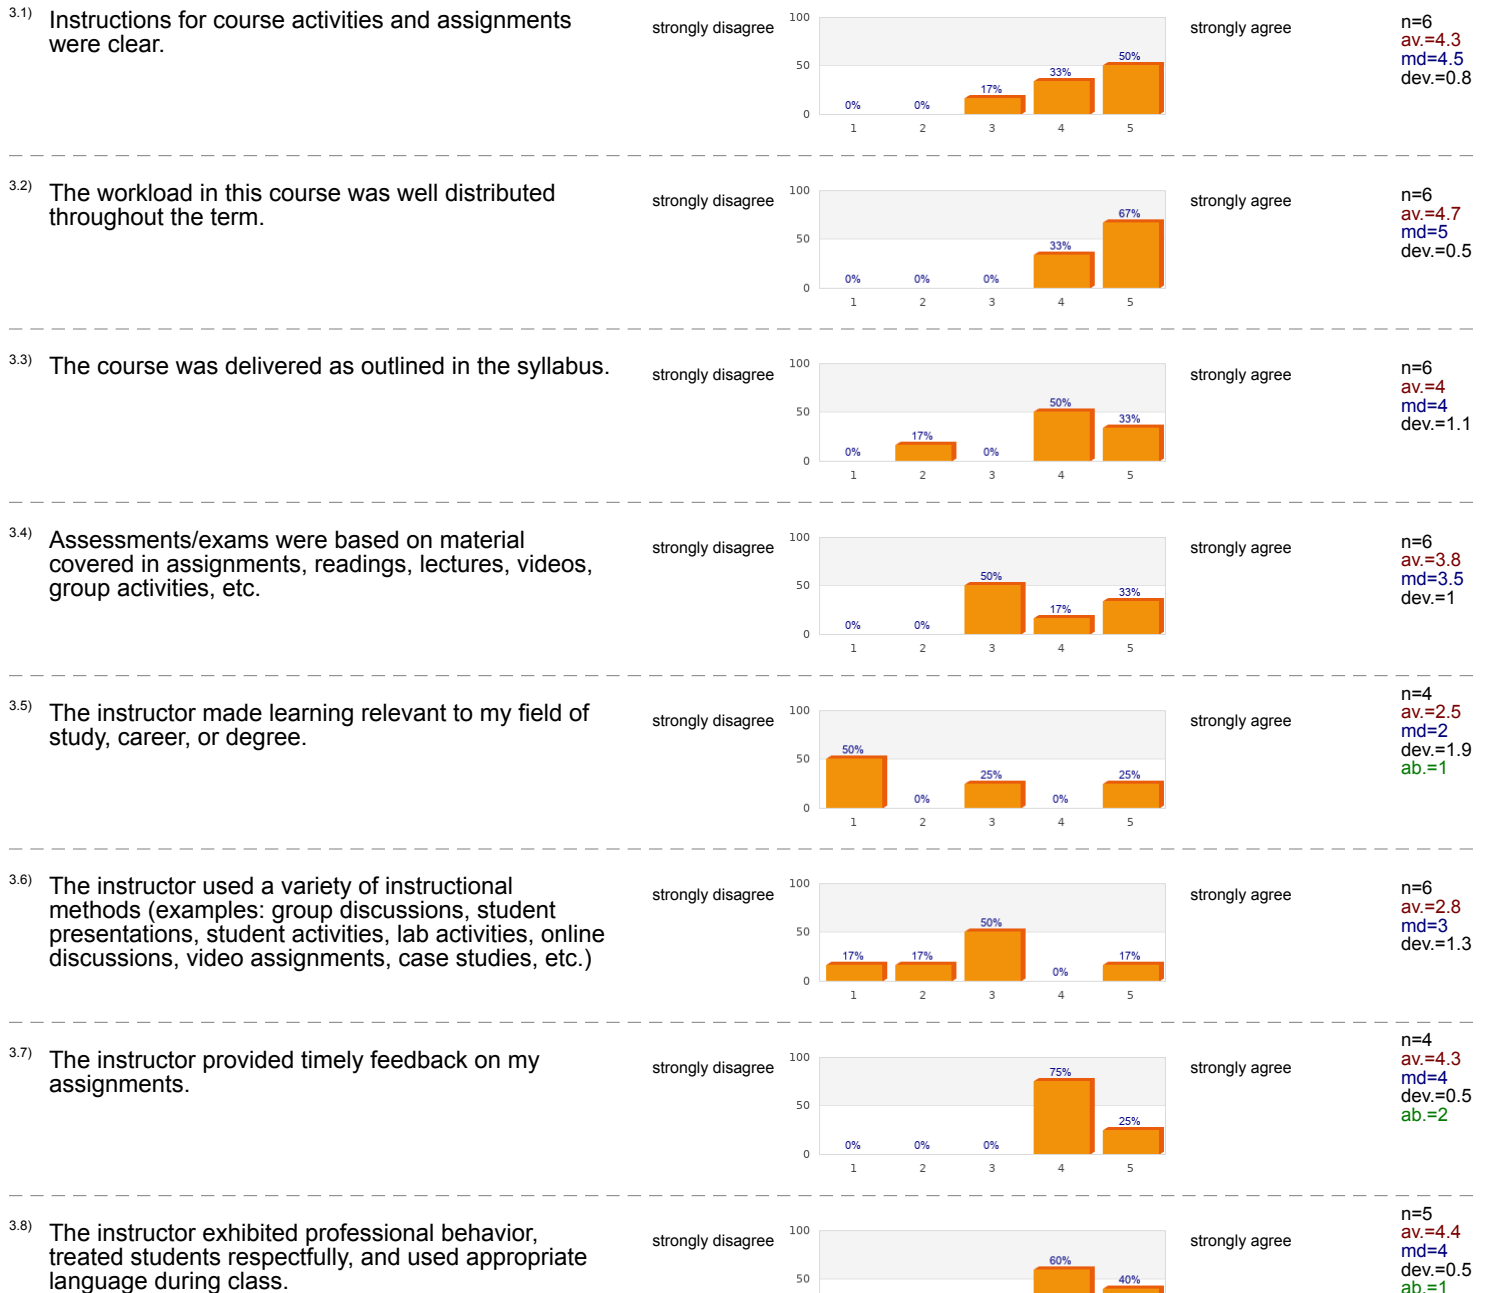 3.1) Instructions for course activities and assignments
were clear.
strongly disagree
100
50
0
0%
0%
17%
33%
50%
1 2 3 4 5
strongly agree
n=6
av.=4.3
md=4.5
dev.=0.8
3.2) The workload in this course was well distributed
throughout the term.
strongly disagree
100
50
0
0%
0%
0%
33%
67%
1 2 3 4 5
strongly agree
n=6
av.=4.7
md=5
dev.=0.5
3.3) The course was delivered as outlined in the syllabus.
strongly disagree
100
50
0
0%
17%
0%
50%
33%
1 2 3 4 5
strongly agree
n=6
av.=4
md=4
dev.=1.1
3.4) Assessments/exams were based on material
covered in assignments, readings, lectures, videos,
group activities, etc.
strongly disagree
100
50
0
0%
0%
50%
17%
33%
1 2 3 4 5
strongly agree
n=6
av.=3.8
md=3.5
dev.=1
3.5) The instructor made learning relevant to my field of
study, career, or degree.
strongly disagree
100
50
0
50%
0%
25%
0%
25%
1 2 3 4 5
strongly agree
n=4
av.=2.5
md=2
dev.=1.9
ab.=1
3.6) The instructor used a variety of instructional
methods (examples: group discussions, student
presentations, student activities, lab activities, online
discussions, video assignments, case studies, etc.)
strongly disagree
100
50
0
17%
17%
50%
0%
17%
1 2 3 4 5
strongly agree
n=6
av.=2.8
md=3
dev.=1.3
3.7) The instructor provided timely feedback on my
assignments.
strongly disagree
100
50
0
0%
0%
0%
75%
25%
1 2 3 4 5
strongly agree
n=4
av.=4.3
md=4
dev.=0.5
ab.=2
3.8) The instructor exhibited professional behavior,
treated students respectfully, and used appropriate
language during class.
strongly disagree
100
50
60%
40%
strongly agree
n=5
av.=4.4
md=4
dev.=0.5
ab.=1